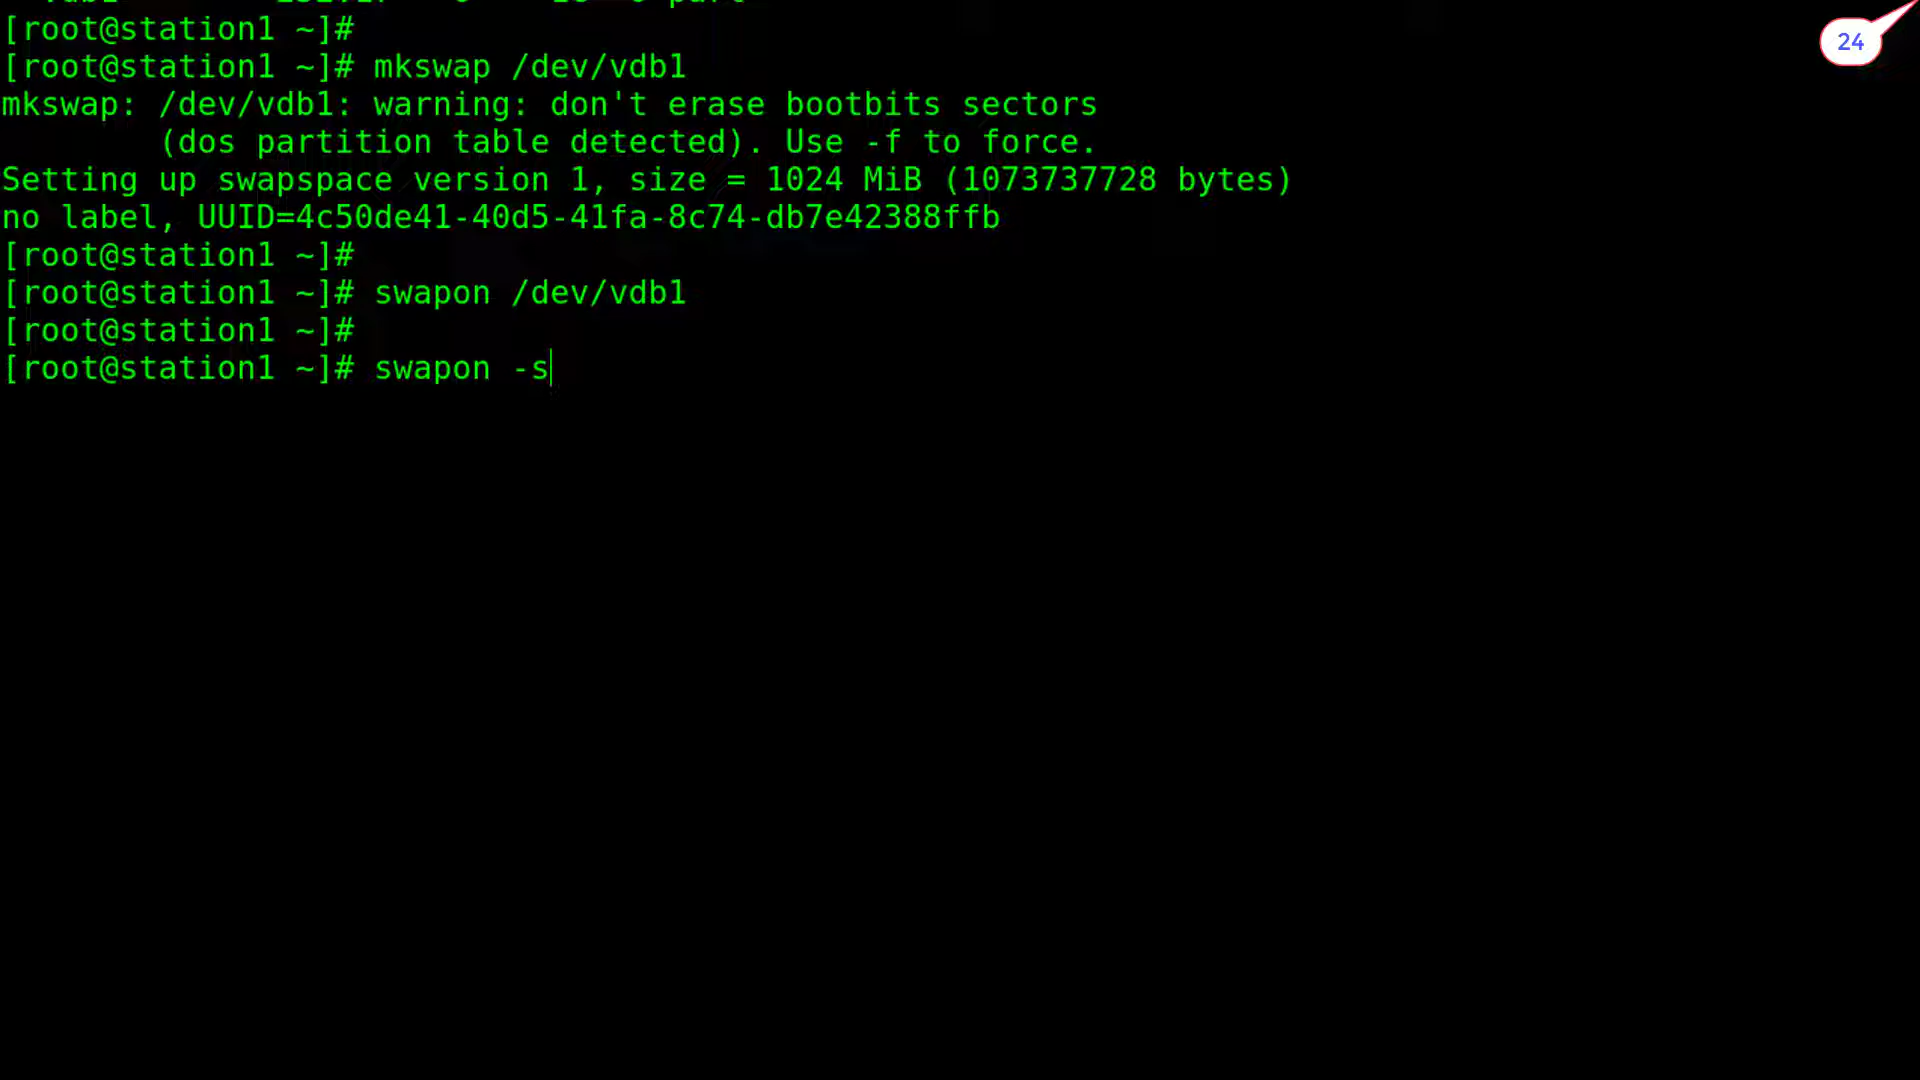 [root@station1 ~]#
24
[root@station1 ~]# mkswap /dev/vdb1
mkswap: /dev/vdb1: warning: don't erase bootbits sectors
        (dos partition table detected). Use -f to force.
Setting up swapspace version 1, size = 1024 MiB (1073737728 bytes)
no label, UUID=4c50de41-40d5-41fa-8c74-db7e42388ffb
[root@station1 ~]#
[root@station1 ~]# swapon /dev/vdb1
[root@station1 ~]#
[root@station1 ~]# swapon -s